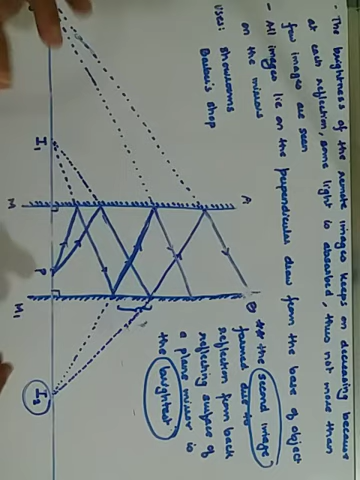 - The brightness of the remote images keeps on decreasing because
at each reflection, some light is absorbed, thus not more than
few images are seen
- All images lie on the perpendicular draw from the base of object
on the mirrors
Uses: Showrooms
Barber's shop
A
B
M
M1
P
I1
I2
the second image
formed due to
reflection from back
reflecting surface of
a plane mirror is
the brightest